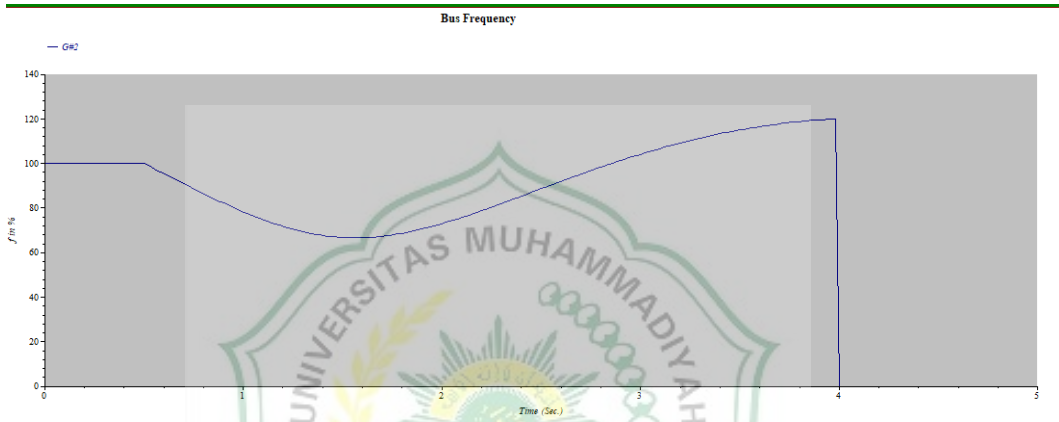 Bus Frequency
G#2
140
120
100
80
60
40
20
0
f in %
0 1 2 3 4 5
Time (Sec.)
UNIVERSITAS MUHAMMADIYAH